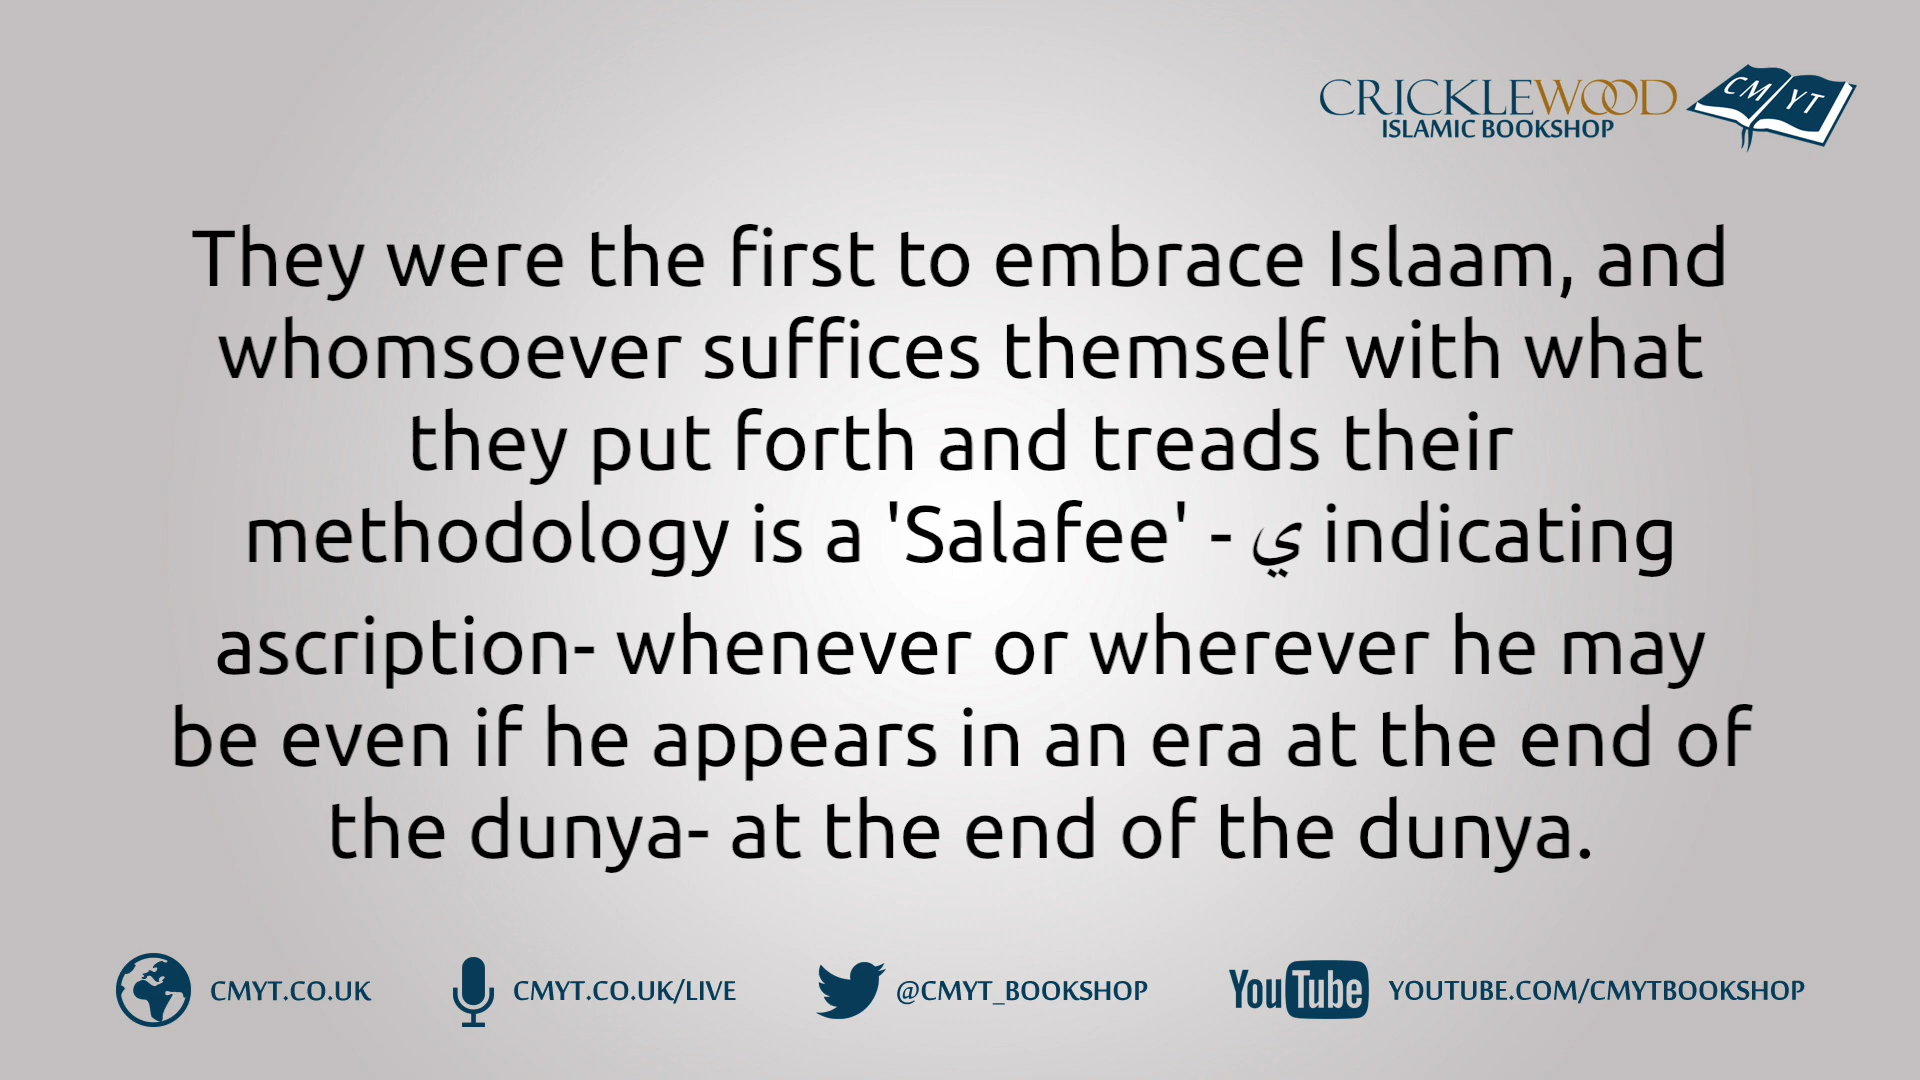 CRICKLEWOOD
ISLAMIC BOOKSHOP
CM YT
They were the first to embrace Islaam, and
whomsoever suffices themself with what
they put forth and treads their
methodology is a 'Salafee' - ي indicating
ascription- whenever or wherever he may
be even if he appears in an era at the end of
the dunya- at the end of the dunya.
CMYT.CO.UK
CMYT.CO.UK/LIVE
@CMYT_BOOKSHOP
YouTube
YOUTUBE.COM/CMYTBOOKSHOP